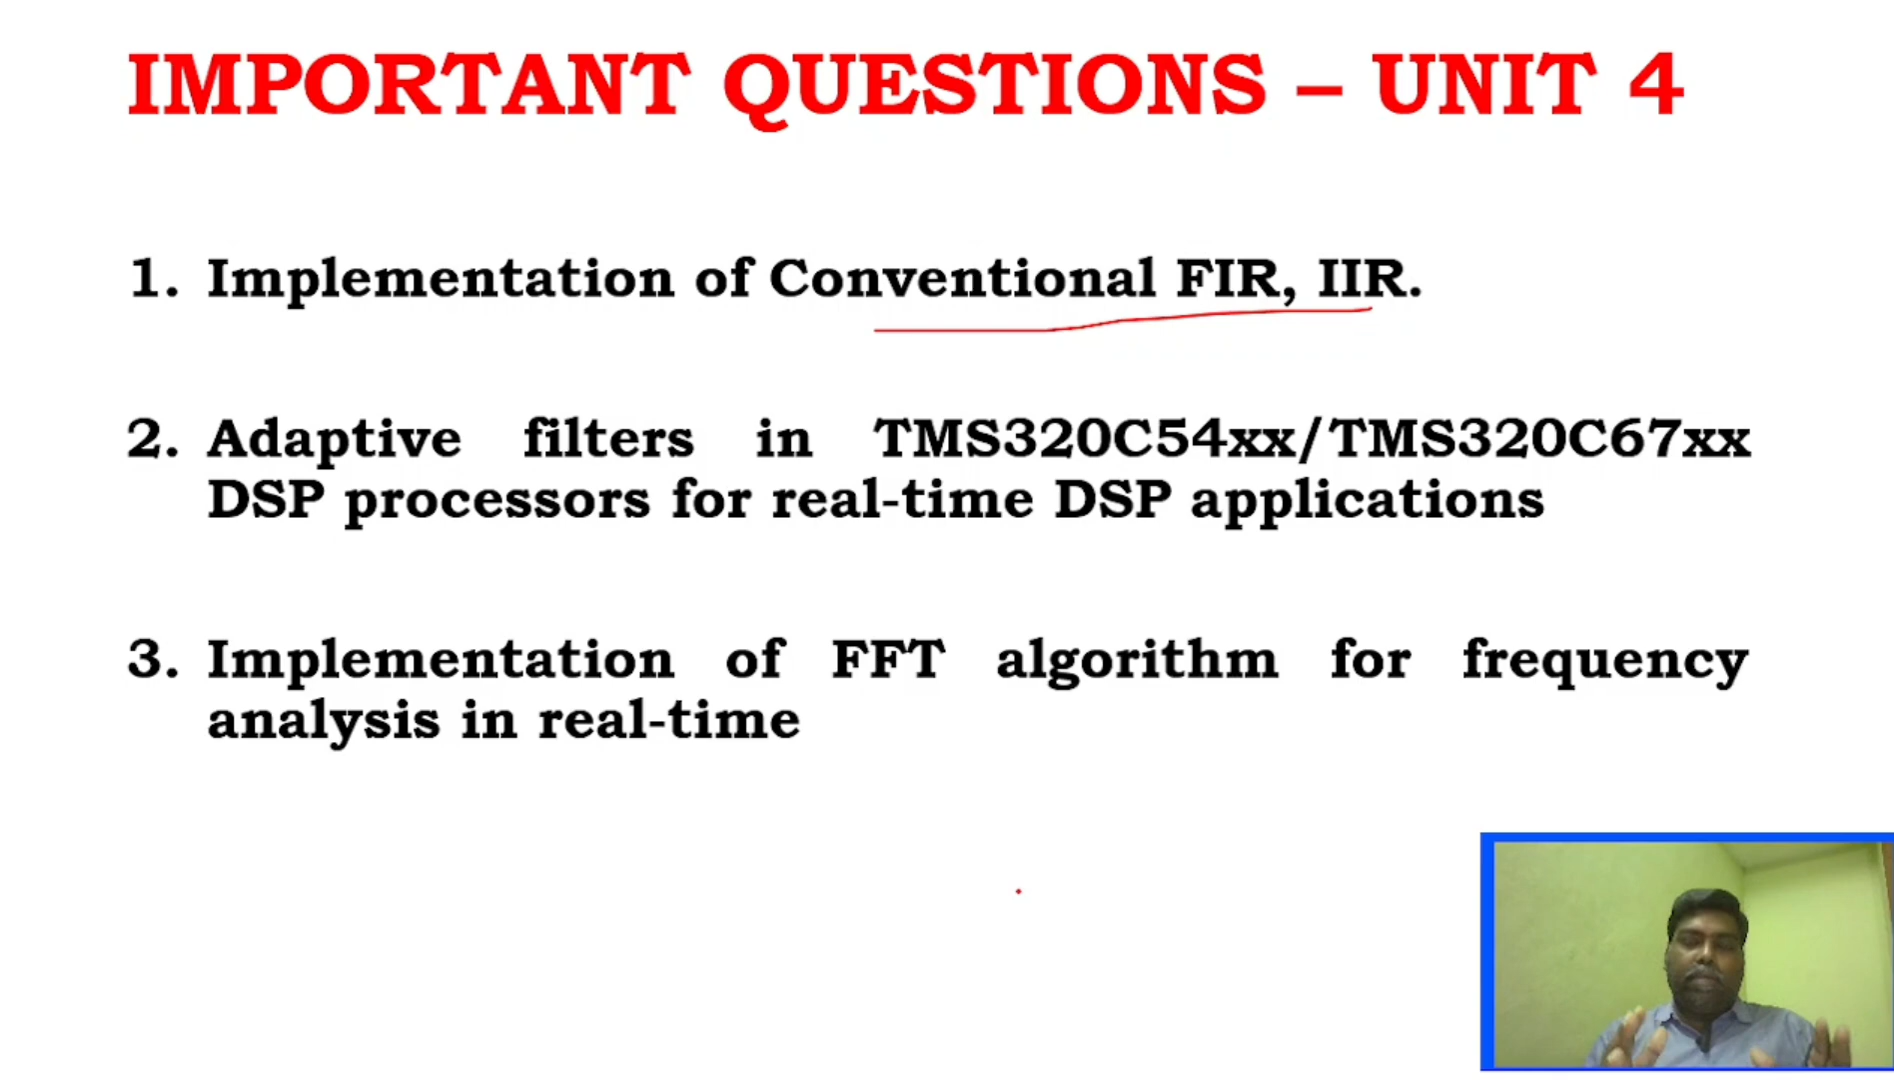 IMPORTANT QUESTIONS – UNIT 4
1. Implementation of Conventional FIR, IIR.
2. Adaptive filters in TMS320C54xx/TMS320C67xx
DSP processors for real-time DSP applications
3. Implementation of FFT algorithm for frequency
analysis in real-time